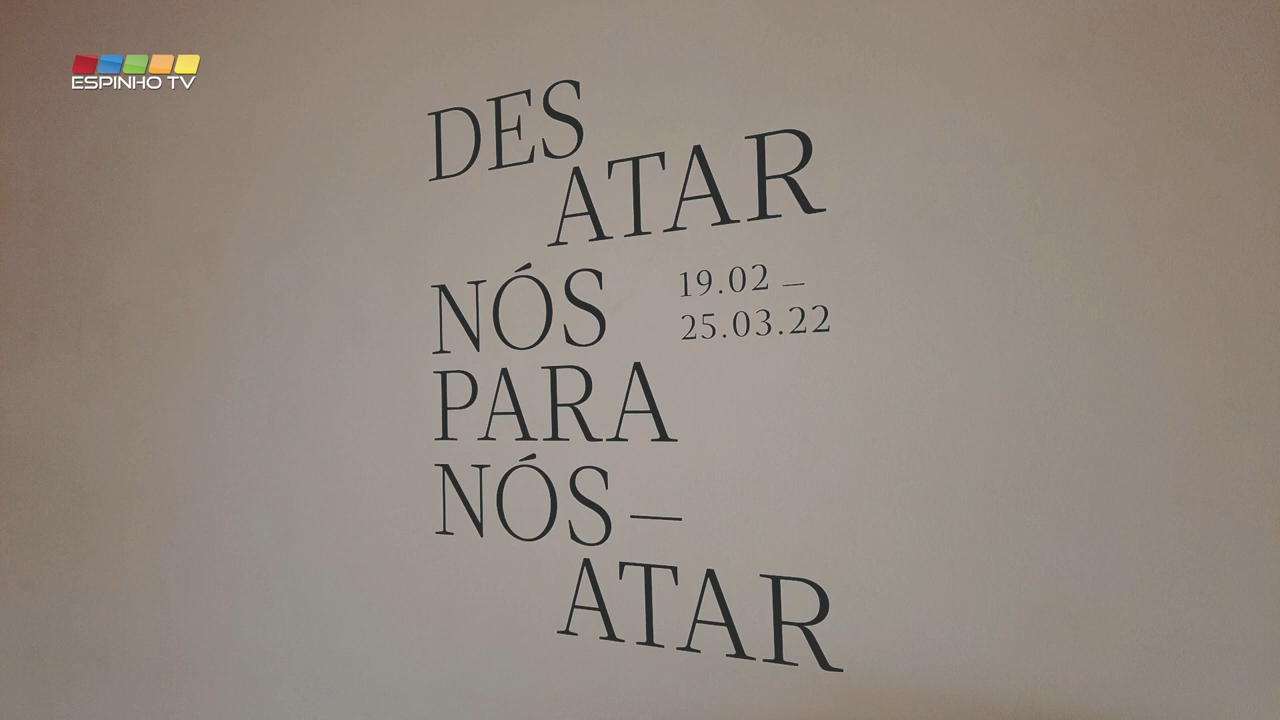 ESPINHO TV
DES
ATAR
NÓS
19.02 –
25.03.22
PARA
NÓS –
ATAR